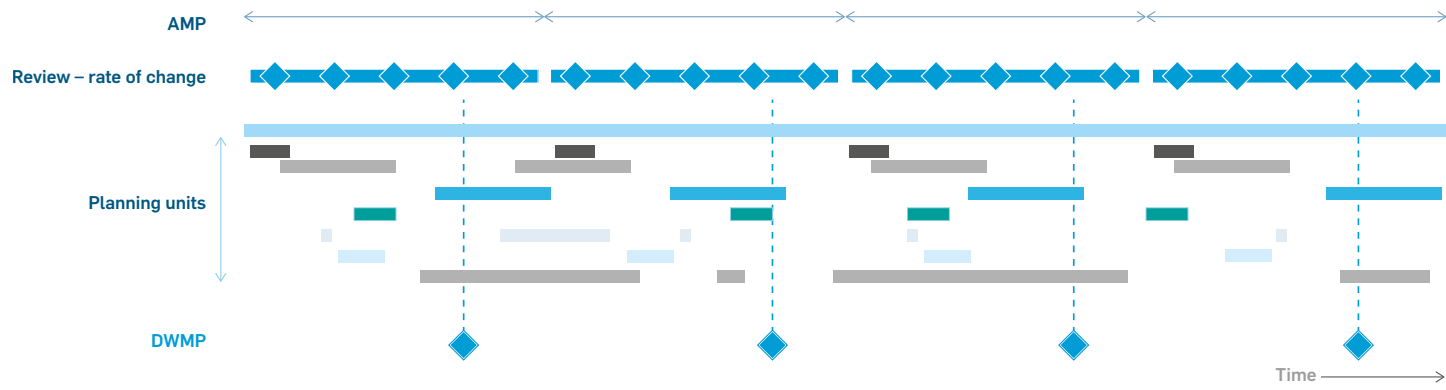 AMP
Review – rate of change
Planning units
DWMP
Time